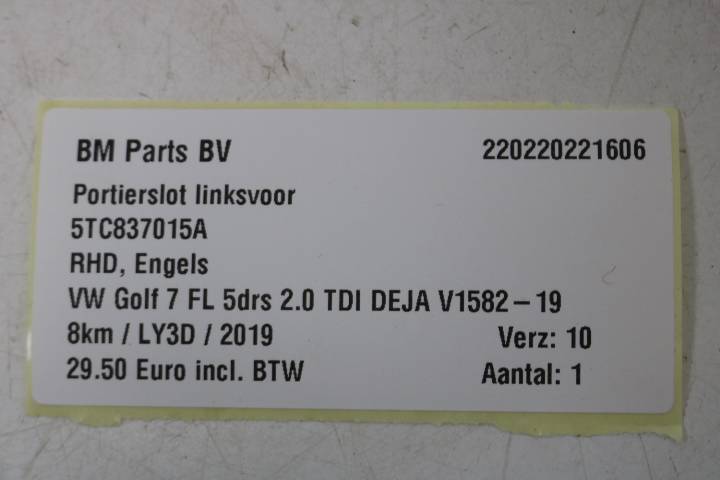 BM Parts BV 220220221606
Portierslot linksvoor
5TC837015A
RHD, Engels
VW Golf 7 FL 5drs 2.0 TDI DEJA V1582-19
8km / LY3D / 2019 Verz: 10
29.50 Euro incl. BTW Aantal: 1